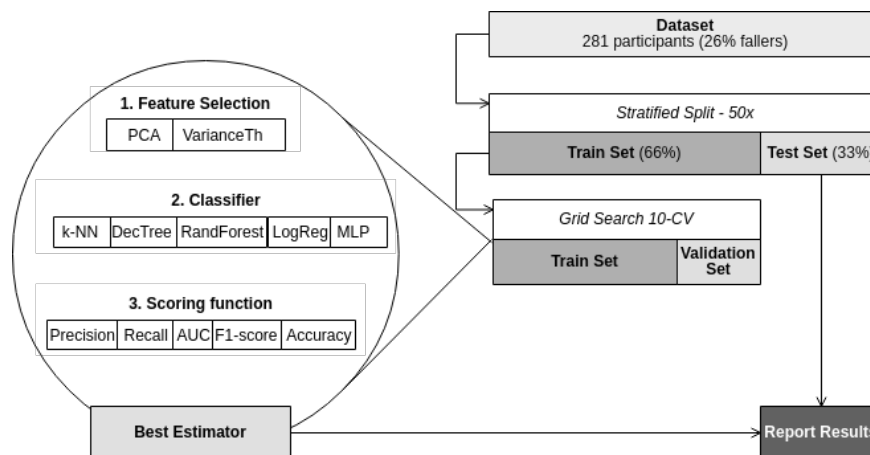 Dataset
281 participants (26% fallers)
Stratified Split - 50x
Train Set (66%)
Test Set (33%)
Grid Search 10-CV
Train Set
Validation
Set
1. Feature Selection
PCA
VarianceTh
2. Classifier
k-NN
DecTree
RandForest
LogReg
MLP
3. Scoring function
Precision
Recall
AUC
F1-score
Accuracy
Best Estimator
Report Results